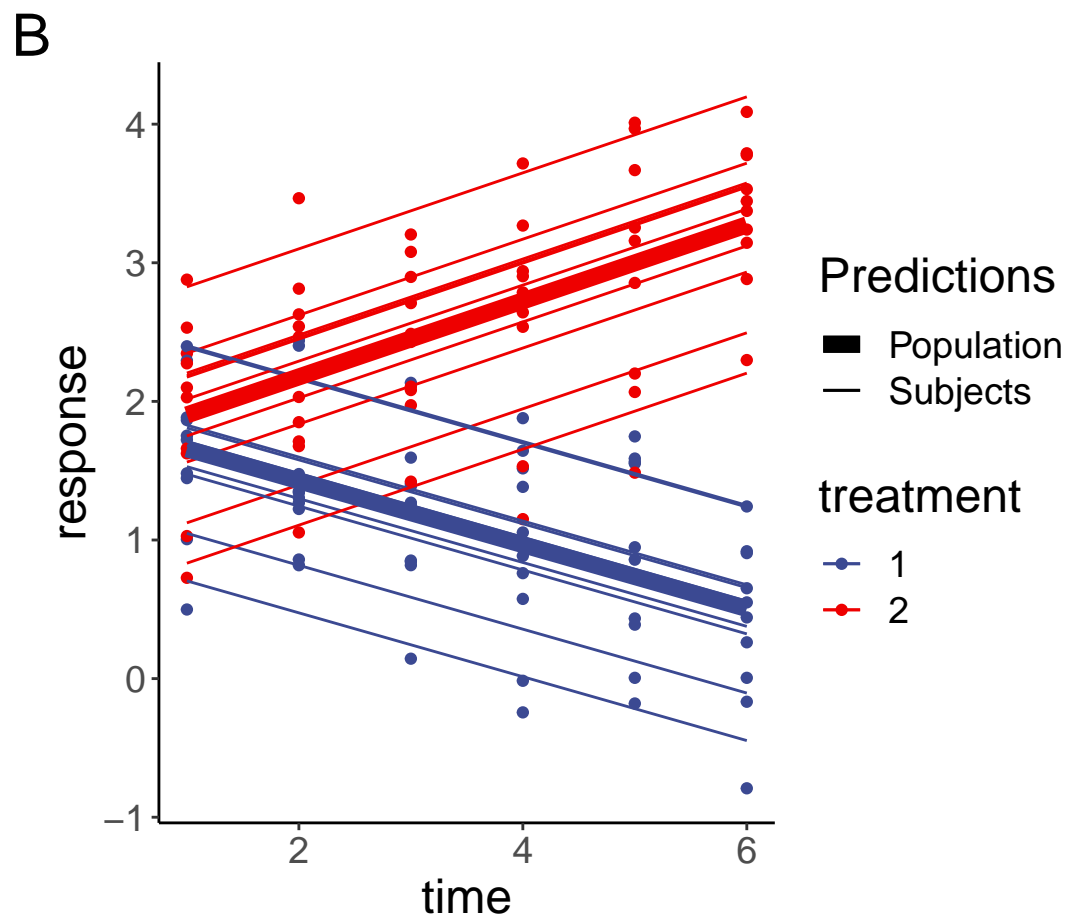 B
response
4
3
2
1
0
−1
2
4
6
time
Predictions
Population
Subjects
treatment
1
2